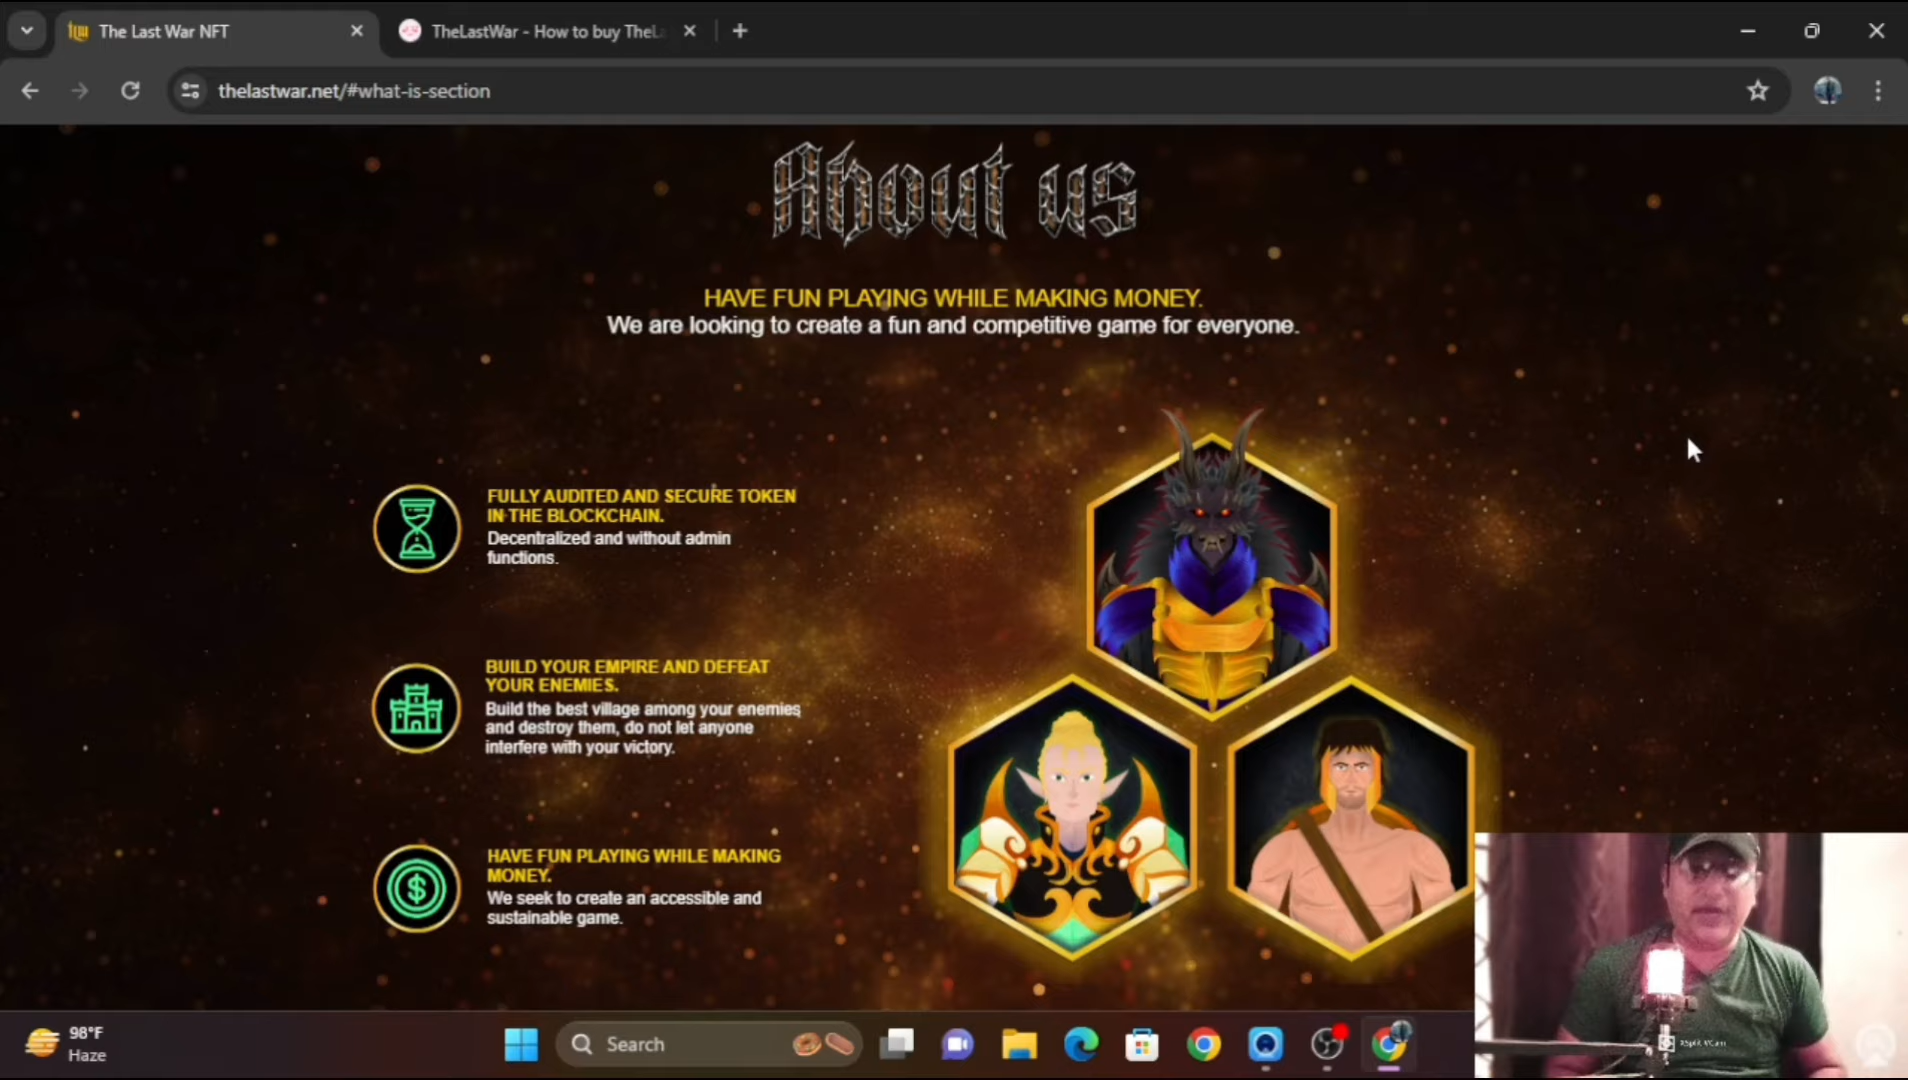 The Last War NFT
TheLastWar - How to buy TheL
thelastwar.net/#what-is-section
About us
HAVE FUN PLAYING WHILE MAKING MONEY.
We are looking to create a fun and competitive game for everyone.
FULLY AUDITED AND SECURE TOKEN
IN THE BLOCKCHAIN.
Decentralized and without admin
functions.
BUILD YOUR EMPIRE AND DEFEAT
YOUR ENEMIES.
Build the best village among your enemies
and destroy them, do not let anyone
interfere with your victory.
HAVE FUN PLAYING WHILE MAKING
MONEY.
We seek to create an accessible and
sustainable game.
XSplit VCam
98°F
Haze
Search